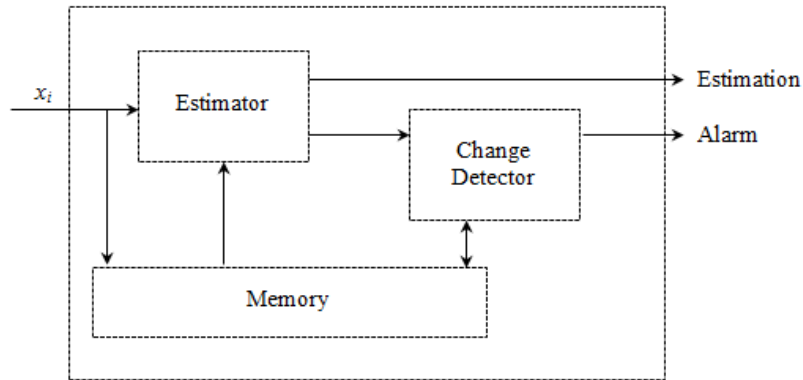 x_i
Estimator
Estimation
Change
Detector
Alarm
Memory